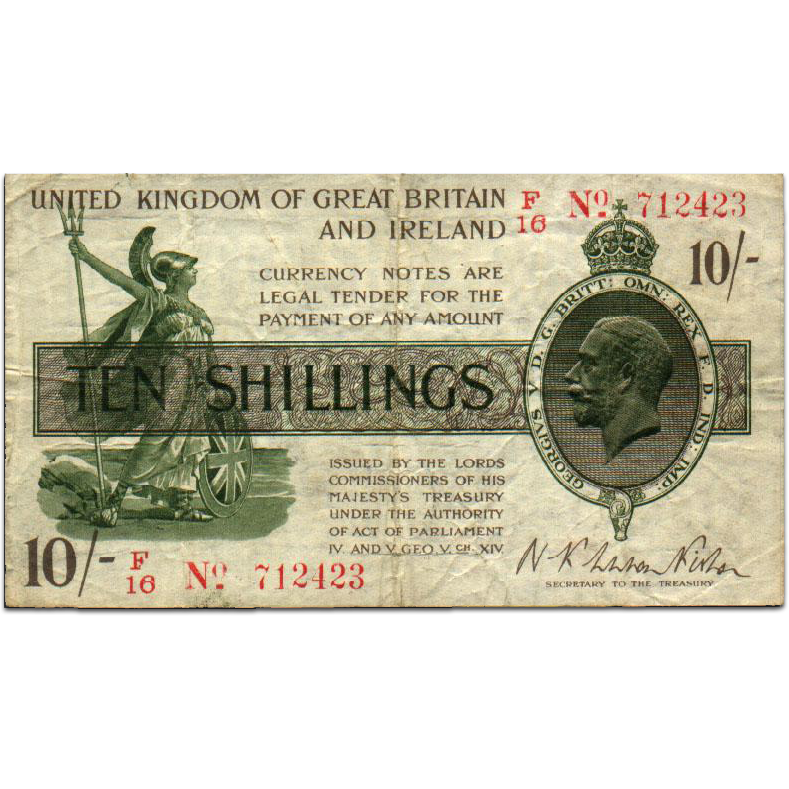 UNITED KINGDOM OF GREAT BRITAIN
AND IRELAND
F
16 Nº 712423
10/-
CURRENCY NOTES ARE
LEGAL TENDER FOR THE
PAYMENT OF ANY AMOUNT
GEORGIVS V D. G. BRITT: OMN: REX F. D. IND: IMP:
TEN SHILLINGS
ISSUED BY THE LORDS
COMMISSIONERS OF HIS
MAJESTY'S TREASURY
UNDER THE AUTHORITY
OF ACT OF PARLIAMENT
IV AND V. GEO. V. CH. XIV.
10/-
F
16 Nº 712423
SECRETARY TO THE TREASURY